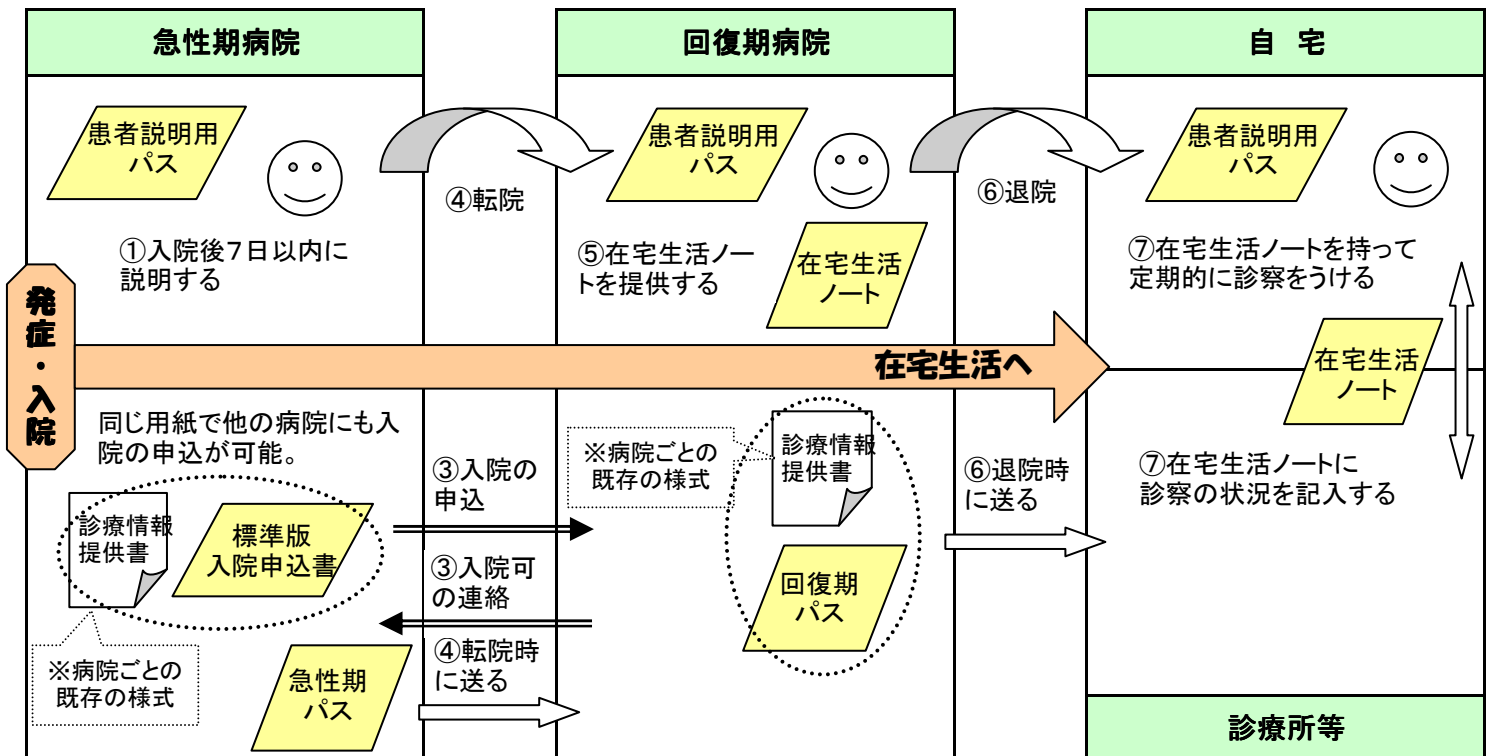 急性期病院
回復期病院
自 宅
患者説明用
パス
①入院後7日以内に
説明する
④転院
患者説明用
パス
⑤在宅生活ノー
トを提供する
在宅生活
ノート
⑥退院
患者説明用
パス
⑦在宅生活ノートを持って
定期的に診察をうける
発症・入院
在宅生活へ
在宅生活
ノート
同じ用紙で他の病院にも入
院の申込が可能。
診療情報
提供書
標準版
入院申込書
※病院ごとの
既存の様式
急性期
パス
③入院の
申込
③入院可
の連絡
④転院時
に送る
※病院ごとの
既存の様式
診療情報
提供書
回復期
パス
⑥退院時
に送る
⑦在宅生活ノートに
診察の状況を記入する
診療所等